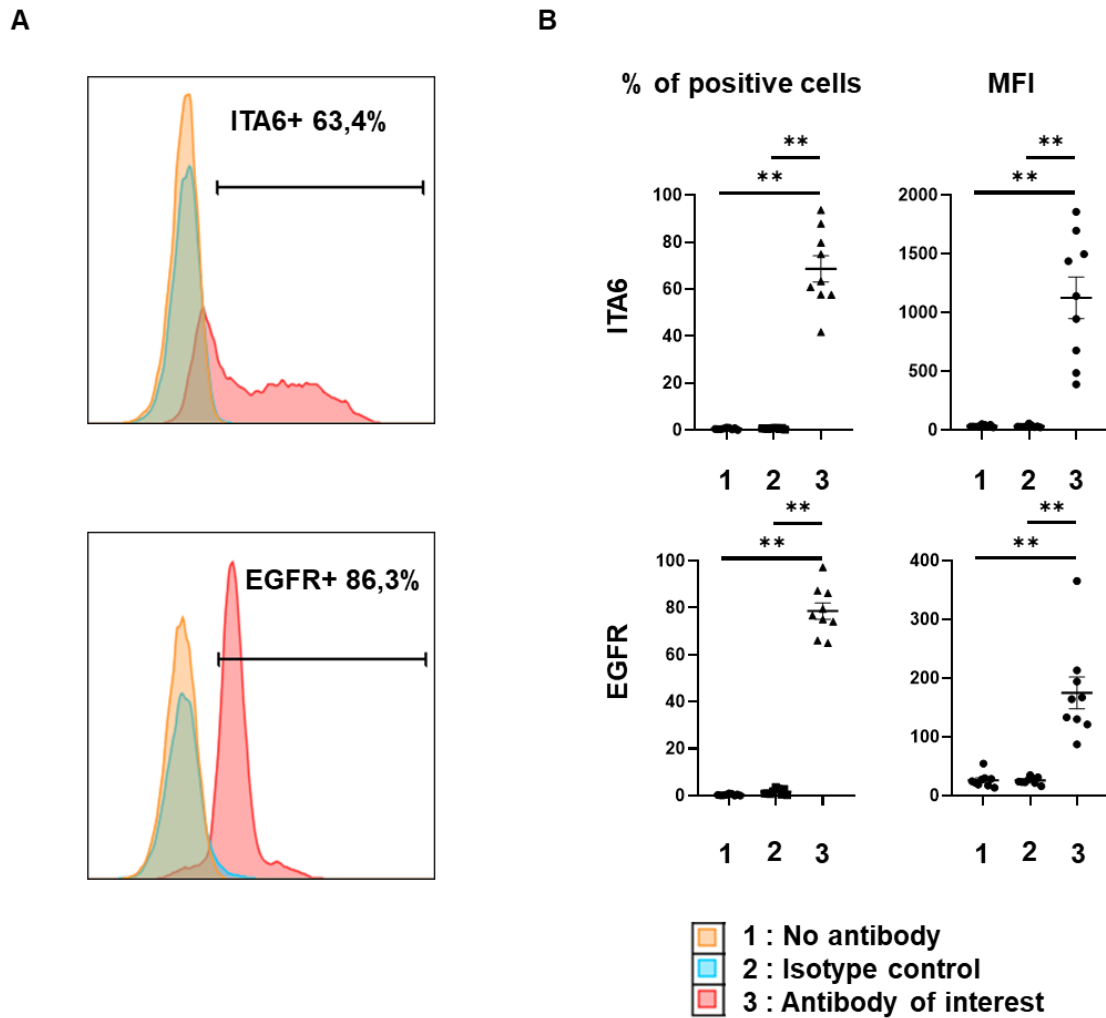 A
B
ITA6+ 63,4%
EGFR+ 86,3%
% of positive cells
MFI
**
**
ITA6
100
80
60
40
20
0
1 2 3
**
**
2000
1500
1000
500
0
1 2 3
**
**
EGFR
100
80
60
40
20
0
1 2 3
**
**
400
300
200
100
0
1 2 3
1 : No antibody
2 : Isotype control
3 : Antibody of interest